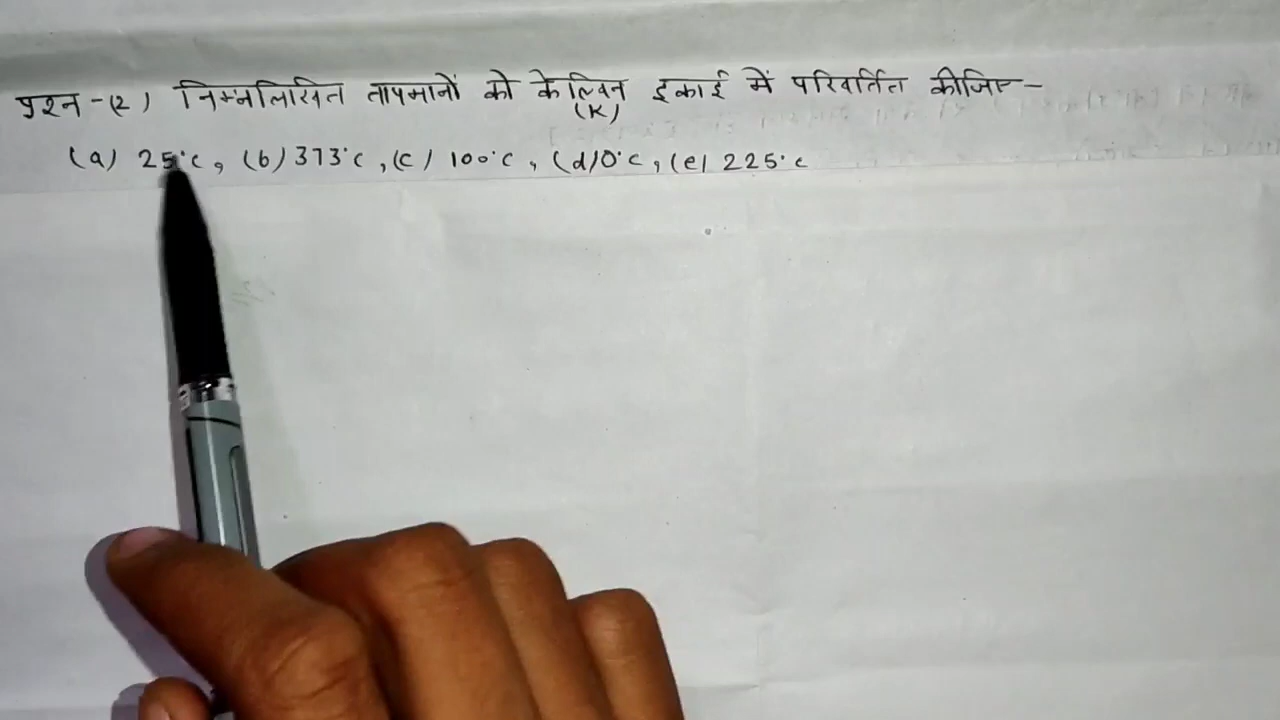 प्रश्न-(2) निम्नलिखित तापमानों को केल्विन इकाई में परिवर्तित कीजिए-
(K)
(a) 25°C, (b) 373°C, (c) 100°C, (d) 0°C, (e) 225°C